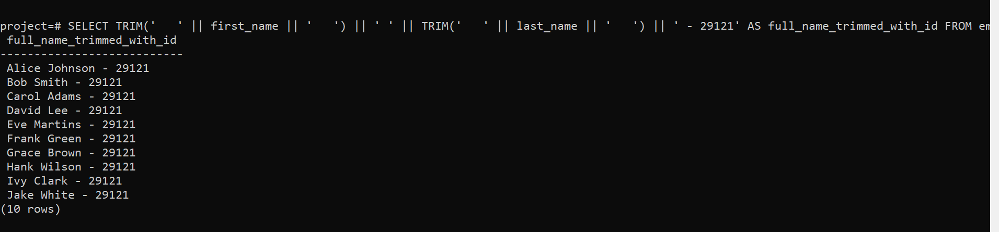 project=# SELECT TRIM('   ' || first_name || '   ') || ' ' || TRIM('   ' || last_name || '   ') || ' - 29121' AS full_name_trimmed_with_id FROM em
full_name_trimmed_with_id
---------------------------
Alice Johnson - 29121
Bob Smith - 29121
Carol Adams - 29121
David Lee - 29121
Eve Martins - 29121
Frank Green - 29121
Grace Brown - 29121
Hank Wilson - 29121
Ivy Clark - 29121
Jake White - 29121
(10 rows)